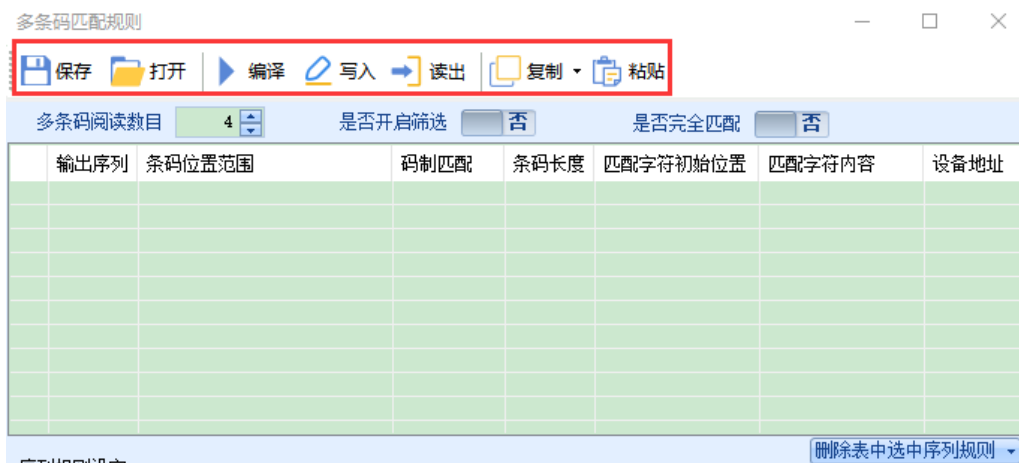 多条码匹配规则
保存 打开 编译 写入 读出 复制 粘贴
多条码阅读数目 4 是否开启筛选 否 是否完全匹配 否
输出序列 条码位置范围 码制匹配 条码长度 匹配字符初始位置 匹配字符内容 设备地址
删除表中选中序列规则